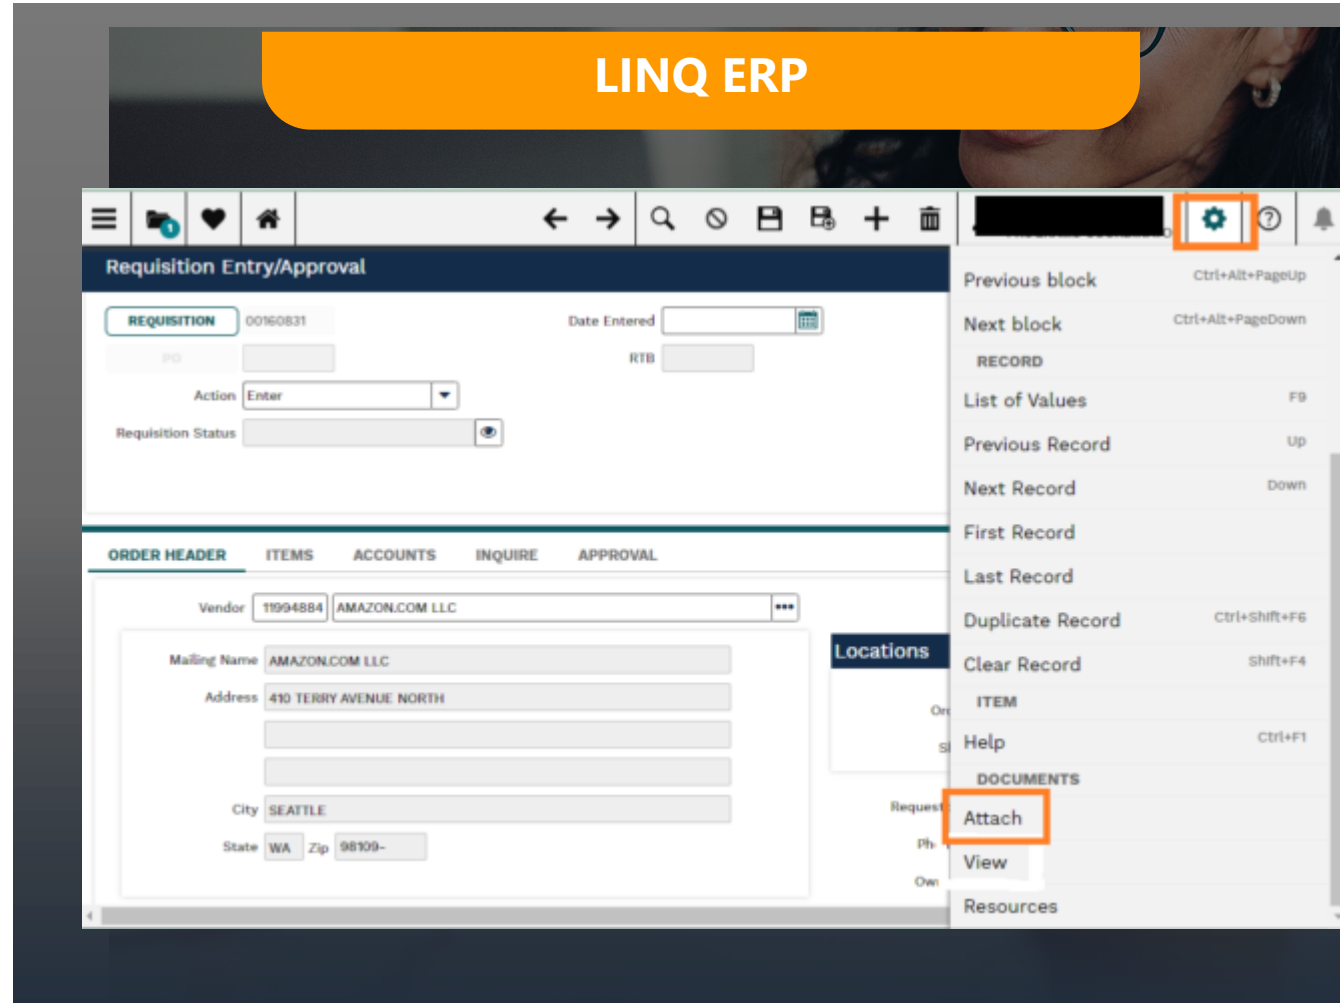 LINQ ERP
1
Requisition Entry/Approval
REQUISITION 00160831 Date Entered
PO RTB
Action Enter
Requisition Status
ORDER HEADER ITEMS ACCOUNTS INQUIRE APPROVAL
Vendor 11994884 AMAZON.COM LLC
Mailing Name AMAZON.COM LLC
Address 410 TERRY AVENUE NORTH
City SEATTLE
State WA Zip 98109-
Locations
Request
Ph
Previous block Ctrl+Alt+PageUp
Next block Ctrl+Alt+PageDown
RECORD
List of Values F9
Previous Record Up
Next Record Down
First Record
Last Record
Duplicate Record Ctrl+Shift+F6
Clear Record Shift+F4
ITEM
Help Ctrl+F1
DOCUMENTS
Attach
View
Resources